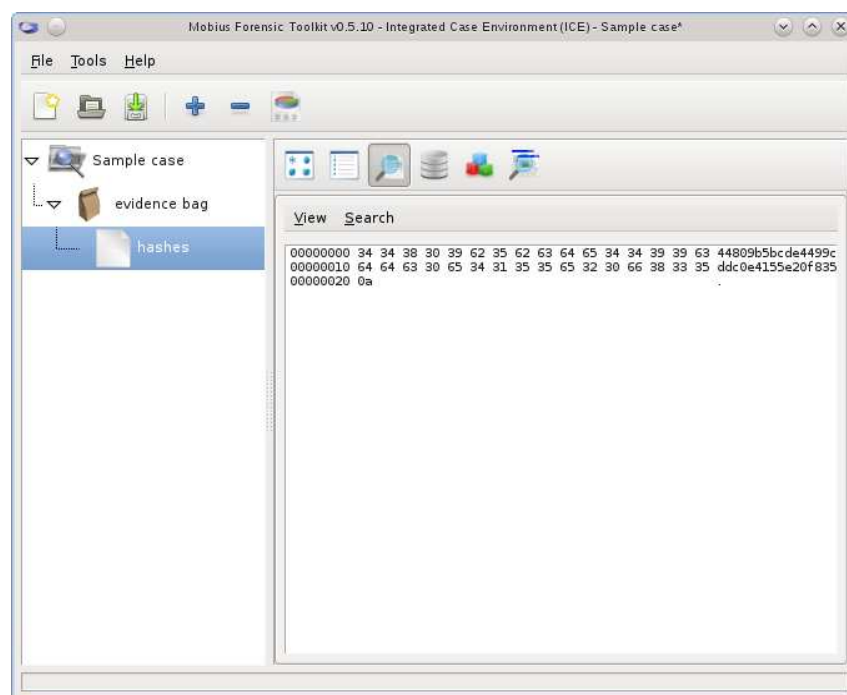 Mobius Forensic Toolkit v0.5.10 - Integrated Case Environment (ICE) - Sample case*
File Tools Help
Sample case
evidence bag
hashes
View Search
00000000 34 34 38 30 39 62 35 62 63 64 65 34 34 39 39 63 44809b5bcde4499c
00000010 64 64 63 30 65 34 31 35 35 65 32 30 66 38 33 35 ddc0e4155e20f835
00000020 0a .